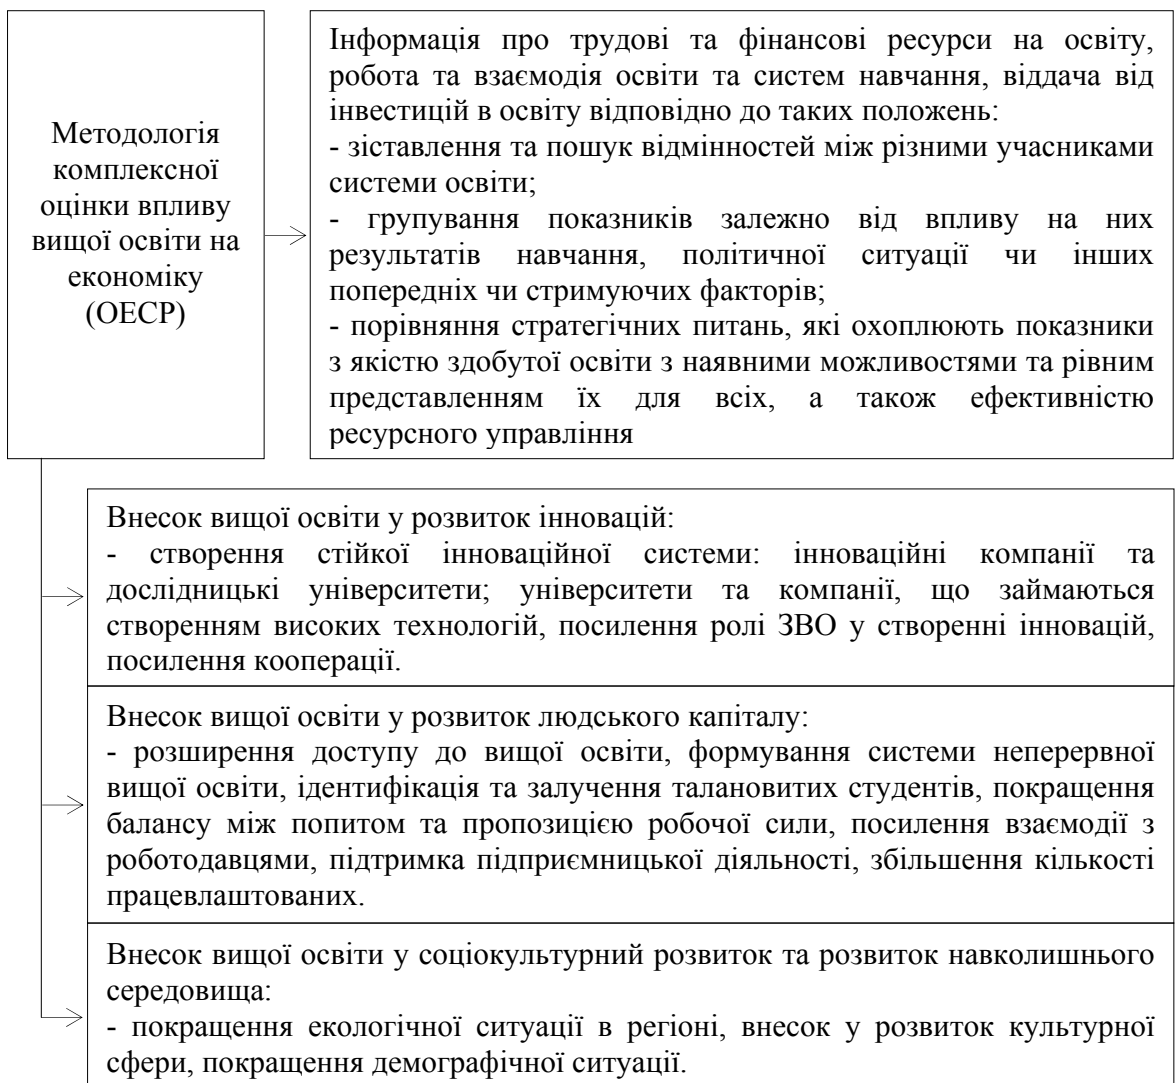 Методологія
комплексної
оцінки впливу
вищої освіти на
економіку
(ОЕСР)
Інформація про трудові та фінансові ресурси на освіту,
робота та взаємодія освіти та систем навчання, віддача від
інвестицій в освіту відповідно до таких положень:
- зіставлення та пошук відмінностей між різними учасниками
системи освіти;
- групування показників залежно від впливу на них
результатів навчання, політичної ситуації чи інших
попередніх чи стримуючих факторів;
- порівняння стратегічних питань, які охоплюють показники
з якістю здобутої освіти з наявними можливостями та рівним
представленням їх для всіх, а також ефективністю
ресурсного управління
Внесок вищої освіти у розвиток інновацій:
- створення стійкої інноваційної системи: інноваційні компанії та
дослідницькі університети; університети та компанії, що займаються
створенням високих технологій, посилення ролі ЗВО у створенні інновацій,
посилення кооперації.
Внесок вищої освіти у розвиток людського капіталу:
- розширення доступу до вищої освіти, формування системи неперервної
вищої освіти, ідентифікація та залучення талановитих студентів, покращення
балансу між попитом та пропозицією робочої сили, посилення взаємодії з
роботодавцями, підтримка підприємницької діяльності, збільшення кількості
працевлаштованих.
Внесок вищої освіти у соціокультурний розвиток та розвиток навколишнього
середовища:
- покращення екологічної ситуації в регіоні, внесок у розвиток культурної
сфери, покращення демографічної ситуації.